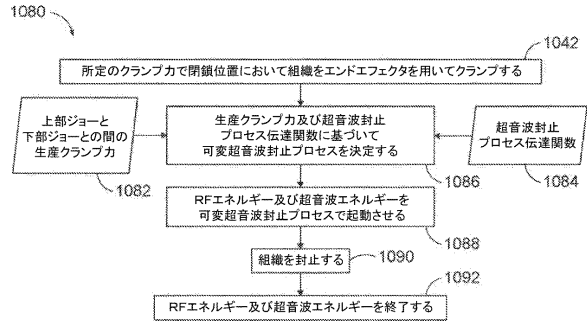 1080
1042
所定のクランプ力で閉鎖位置において組織をエンドエフェクタを用いてクランプする
上部ジョーと
下部ジョーとの間の
生産クランプ力
1082
生産クランプ力及び超音波封止
プロセス伝達関数に基づいて
可変超音波封止プロセスを決定する
1086
超音波封止
プロセス伝達関数
1084
RFエネルギー及び超音波エネルギーを
可変超音波封止プロセスで起動させる
1088
組織を封止する
1090
1092
RFエネルギー及び超音波エネルギーを終了する